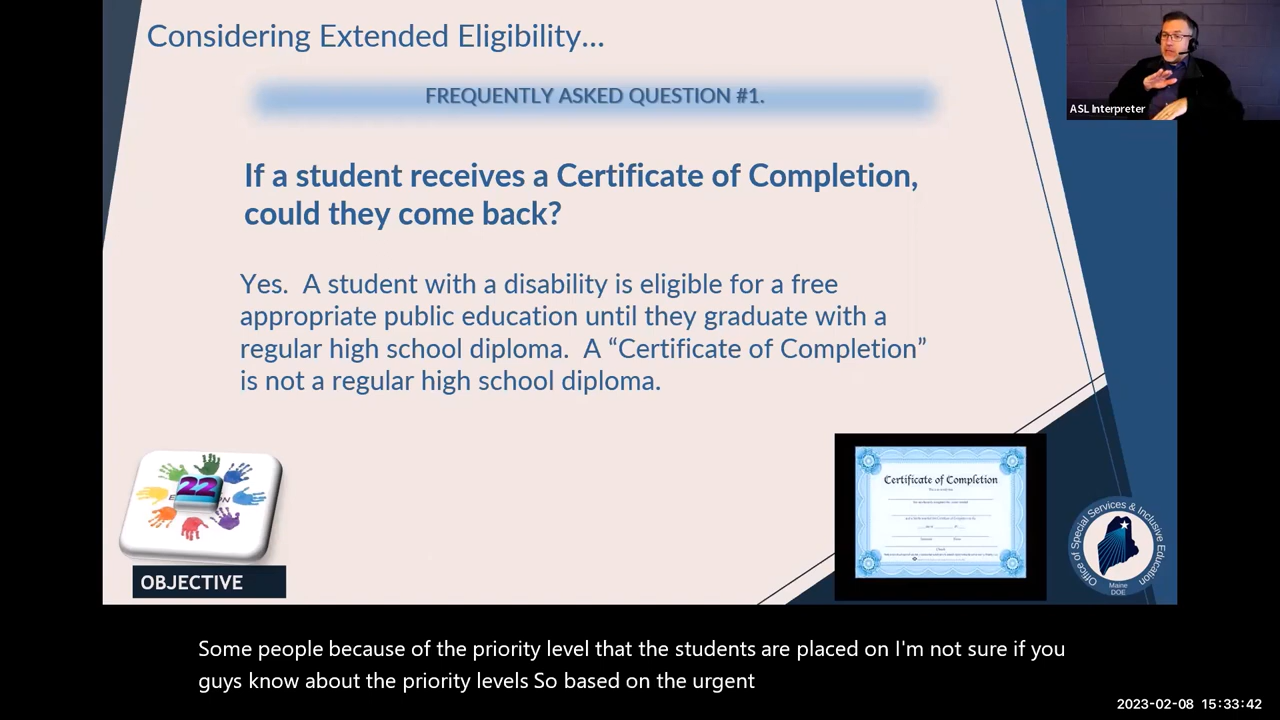 Considering Extended Eligibility...
FREQUENTLY ASKED QUESTION #1.
ASL Interpreter
If a student receives a Certificate of Completion,
could they come back?
Yes.  A student with a disability is eligible for a free
appropriate public education until they graduate with a
regular high school diploma.  A “Certificate of Completion”
is not a regular high school diploma.
22
OBJECTIVE
Certificate of Completion
Office of Special Services & Inclusive Education
Maine
DOE
Some people because of the priority level that the students are placed on I'm not sure if you
guys know about the priority levels So based on the urgent
2023-02-08 15:33:42